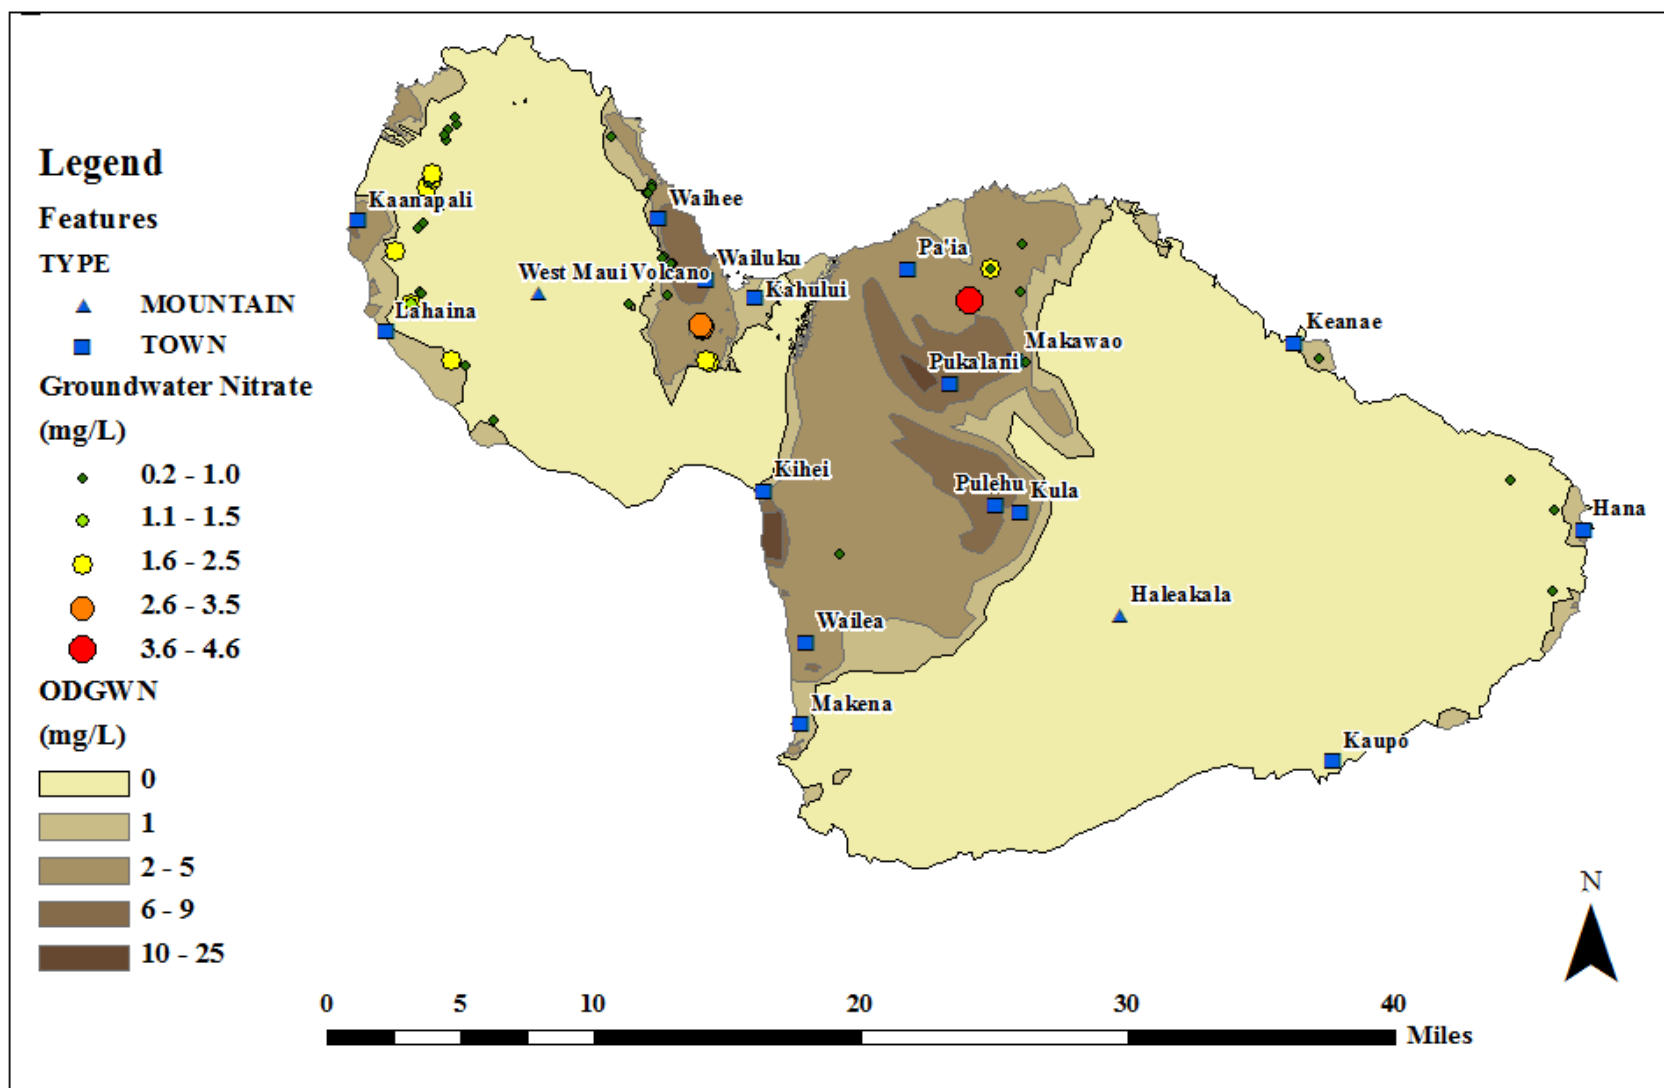 Legend
Features
TYPE
MOUNTAIN
TOWN
Groundwater Nitrate
(mg/L)
0.2 - 1.0
1.1 - 1.5
1.6 - 2.5
2.6 - 3.5
3.6 - 4.6
ODGWN
(mg/L)
0
1
2 - 5
6 - 9
10 - 25
Kaanapali
Waihee
West Maui Volcano
Wailuku
Kahului
Lahaina
Pa'ia
Makawao
Pukalani
Keanae
Kihei
Pulehu
Kula
Hana
Haleakala
Wailea
Makena
Kaupo
N
0 5 10 20 30 40
Miles